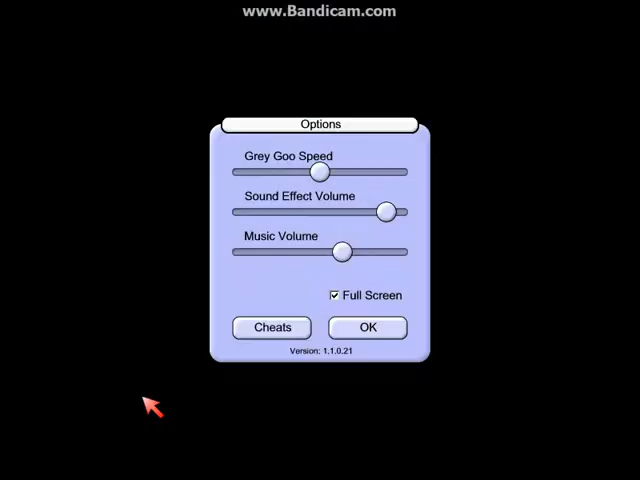 www.Bandicam.com
Options
Grey Goo Speed
Sound Effect Volume
Music Volume
Full Screen
Cheats OK
Version: 1.1.0.21